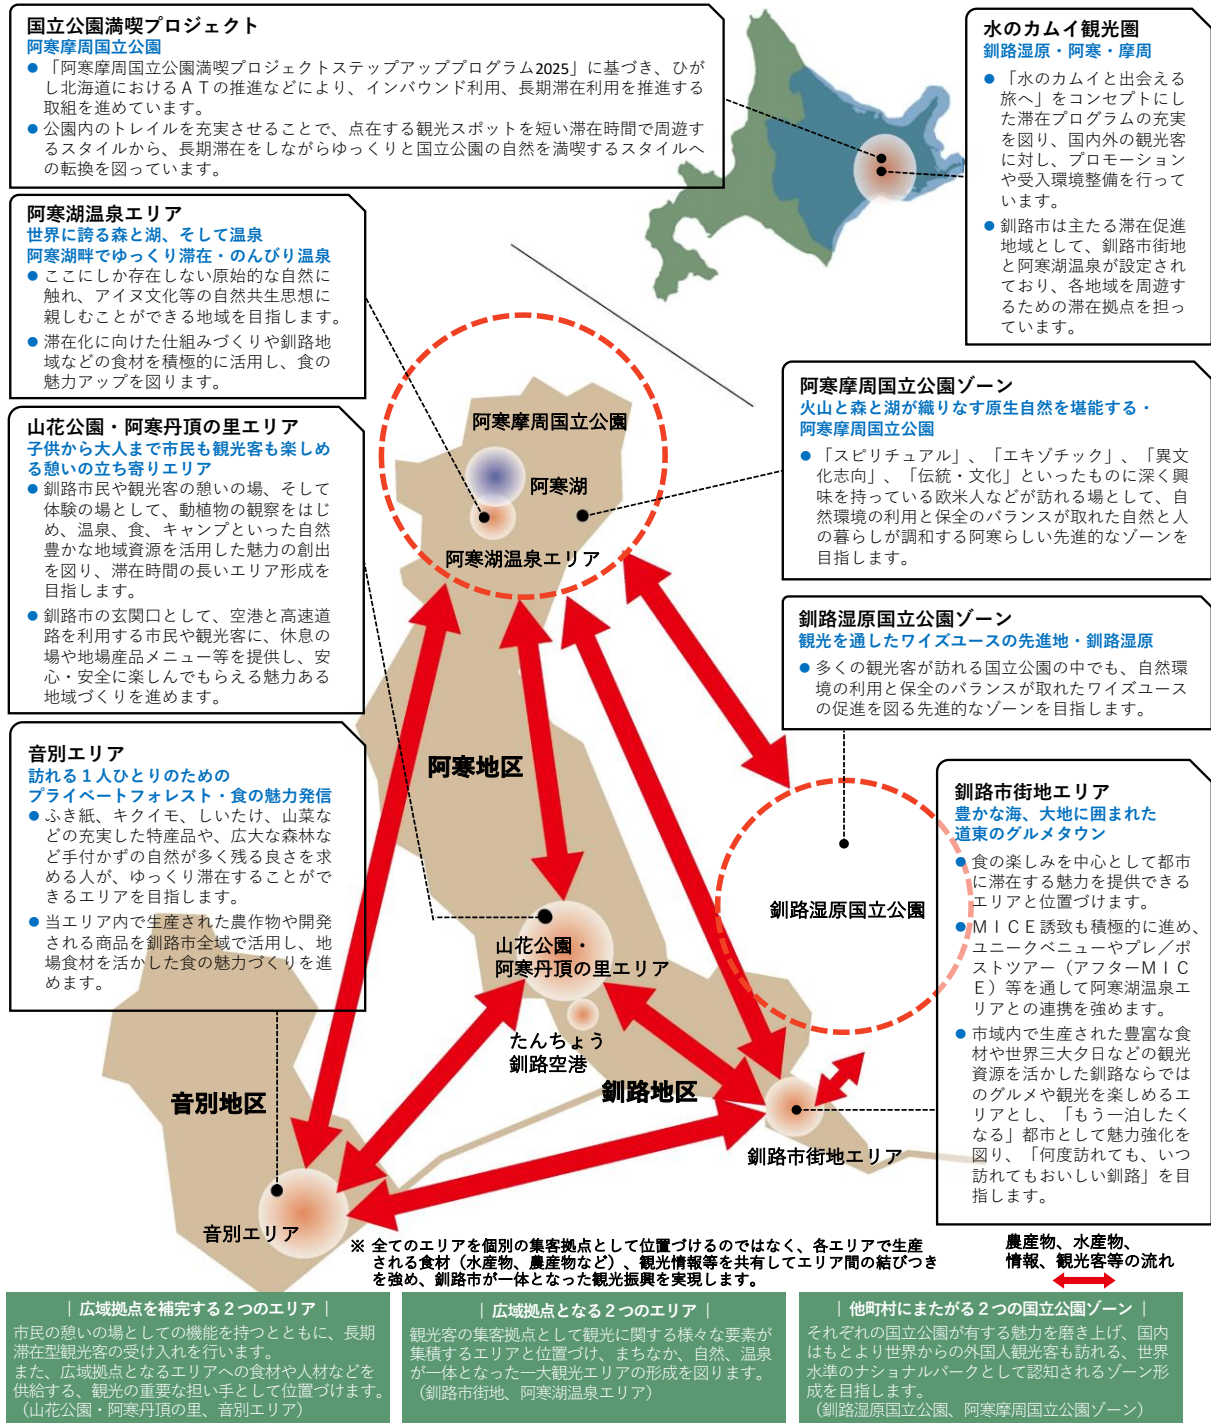 国立公園満喫プロジェクト
阿寒摩周国立公園
● 「阿寒摩周国立公園満喫プロジェクトステップアッププログラム2025」に基づき、ひが
し北海道におけるＡＴの推進などにより、インバウンド利用、長期滞在利用を推進する
取組を進めています。
● 公園内のトレイルを充実させることで、点在する観光スポットを短い滞在時間で周遊す
るスタイルから、長期滞在をしながらゆっくりと国立公園の自然を満喫するスタイルへ
の転換を図っています。
水のカムイ観光圏
釧路湿原・阿寒・摩周
● 「水のカムイと出会える
旅へ」をコンセプトにし
た滞在プログラムの充実
を図り、国内外の観光客
に対し、プロモーション
や受入環境整備を行って
います。
● 釧路市は主たる滞在促進
地域として、釧路市街地
と阿寒湖温泉が設定され
ており、各地域を周遊す
るための滞在拠点を担っ
ています。
阿寒湖温泉エリア
世界に誇る森と湖、そして温泉
阿寒湖畔でゆっくり滞在・のんびり温泉
● ここにしか存在しない原始的な自然に
触れ、アイヌ文化等の自然共生思想に
親しむことができる地域を目指します。
● 滞在化に向けた仕組みづくりや釧路地
域などの食材を積極的に活用し、食の
魅力アップを図ります。
阿寒摩周国立公園ゾーン
火山と森と湖が織りなす原生自然を堪能する・
阿寒摩周国立公園
● 「スピリチュアル」、「エキゾチック」、「異文
化志向」、「伝統・文化」といったものに深く興
味を持っている欧米人などが訪れる場として、自
然環境の利用と保全のバランスが取れた自然と人
の暮らしが調和する阿寒らしい先進的なゾーンを
目指します。
山花公園・阿寒丹頂の里エリア
子供から大人まで市民も観光客も楽しめ
る憩いの立ち寄りエリア
● 釧路市民や観光客の憩いの場、そして
体験の場として、動植物の観察をはじ
め、温泉、食、キャンプといった自然
豊かな地域資源を活用した魅力の創出
を図り、滞在時間の長いエリア形成を
目指します。
● 釧路市の玄関口として、空港と高速道
路を利用する市民や観光客に、休息の
場や地場産品メニュー等を提供し、安
心・安全に楽しんでもらえる魅力ある
地域づくりを進めます。
釧路湿原国立公園ゾーン
観光を通したワイズユースの先進地・釧路湿原
● 多くの観光客が訪れる国立公園の中でも、自然環
境の利用と保全のバランスが取れたワイズユース
の促進を図る先進的なゾーンを目指します。
音別エリア
訪れる１人ひとりのための
プライベートフォレスト・食の魅力発信
● ふき紙、キクイモ、しいたけ、山菜な
どの充実した特産品や、広大な森林な
ど手付かずの自然が多く残る良さを求
める人が、ゆっくり滞在することがで
きるエリアを目指します。
● 当エリア内で生産された農作物や開発
される商品を釧路市全域で活用し、地
場食材を活かした食の魅力づくりを進
めます。
釧路市街地エリア
豊かな海、大地に囲まれた
道東のグルメタウン
● 食の楽しみを中心として都市
に滞在する魅力を提供できる
エリアと位置づけます。
● ＭＩＣＥ誘致も積極的に進め、
ユニークベニューやプレ／ポ
ストツアー（アフターＭＩＣ
Ｅ）等を通して阿寒湖温泉エ
リアとの連携を強めます。
● 市域内で生産された豊富な食
材や世界三大夕日などの観光
資源を活かした釧路ならでは
のグルメや観光を楽しめるエ
リアとし、「もう一泊したく
なる」都市として魅力強化を
図り、「何度訪れても、いつ
訪れてもおいしい釧路」を目
指します。
阿寒摩周国立公園
阿寒湖
阿寒湖温泉エリア
阿寒地区
釧路湿原国立公園
山花公園・
阿寒丹頂の里エリア
たんちょう
釧路空港
釧路地区
音別地区
釧路市街地エリア
音別エリア
※ 全てのエリアを個別の集客拠点として位置づけるのではなく、各エリアで生産
される食材（水産物、農産物など）、観光情報等を共有してエリア間の結びつき
を強め、釧路市が一体となった観光振興を実現します。
農産物、水産物、
情報、観光客等の流れ
｜広域拠点を補完する２つのエリア｜
市民の憩いの場としての機能を持つとともに、長期
滞在型観光客の受け入れを行います。
また、広域拠点となるエリアへの食材や人材などを
供給する、観光の重要な担い手として位置づけます。
（山花公園・阿寒丹頂の里、音別エリア）
｜広域拠点となる２つのエリア｜
観光客の集客拠点として観光に関する様々な要素が
集積するエリアと位置づけ、まちなか、自然、温泉
が一体となった一大観光エリアの形成を図ります。
（釧路市街地、阿寒湖温泉エリア）
｜他町村にまたがる２つの国立公園ゾーン｜
それぞれの国立公園が有する魅力を磨き上げ、国内
はもとより世界からの外国人観光客も訪れる、世界
水準のナショナルパークとして認知されるゾーン形
成を目指します。
（釧路湿原国立公園、阿寒摩周国立公園ゾーン）